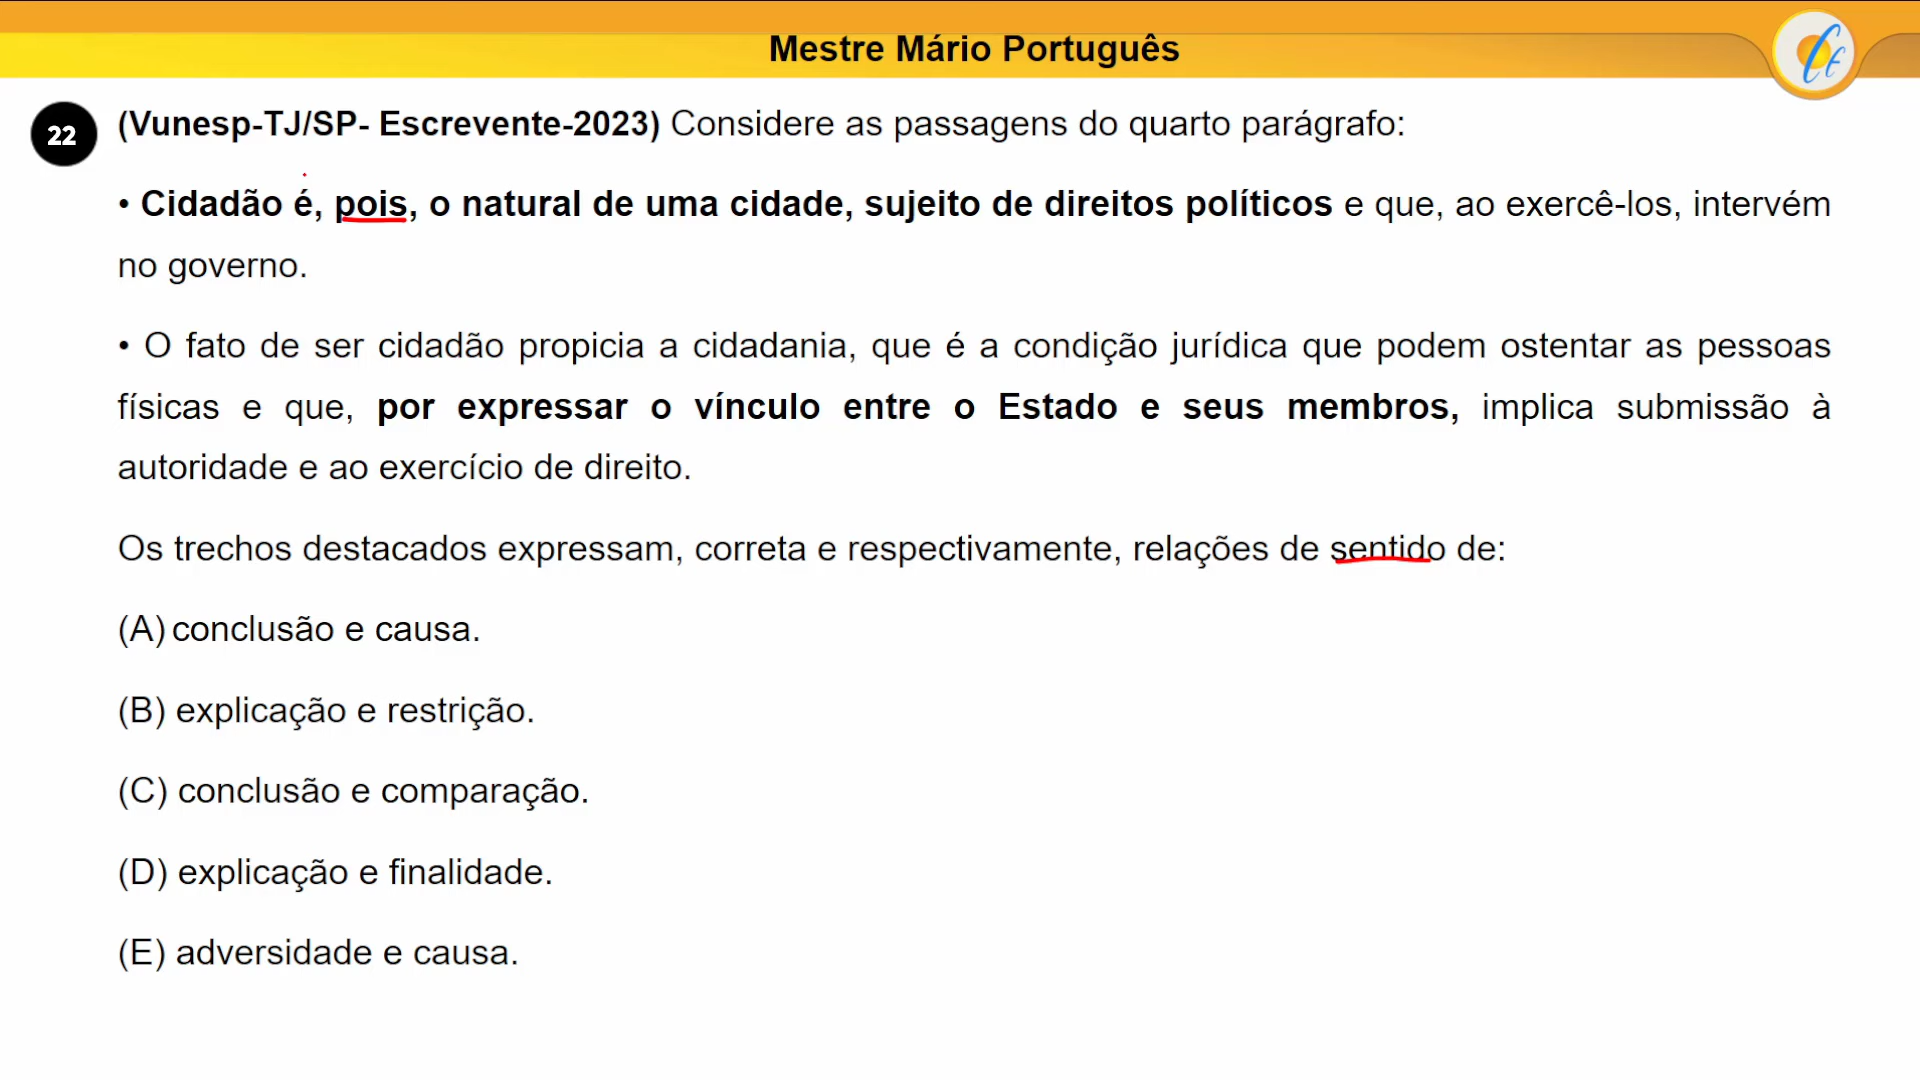 Mestre Mário Português
22
(Vunesp-TJ/SP- Escrevente-2023) Considere as passagens do quarto parágrafo:
• Cidadão é, pois, o natural de uma cidade, sujeito de direitos políticos e que, ao exercê-los, intervém
no governo.
• O fato de ser cidadão propicia a cidadania, que é a condição jurídica que podem ostentar as pessoas
físicas e que, por expressar o vínculo entre o Estado e seus membros, implica submissão à
autoridade e ao exercício de direito.
Os trechos destacados expressam, correta e respectivamente, relações de sentido de:
(A) conclusão e causa.
(B) explicação e restrição.
(C) conclusão e comparação.
(D) explicação e finalidade.
(E) adversidade e causa.